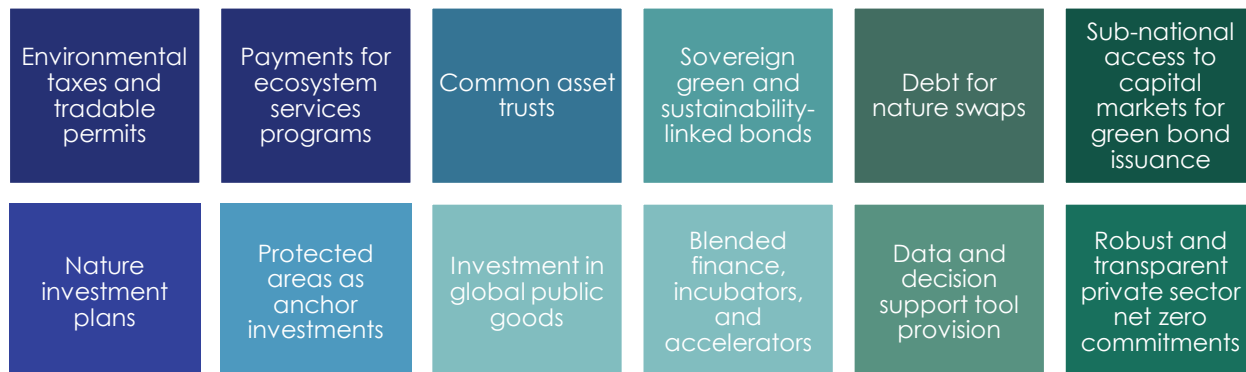 Environmental
taxes and
tradable
permits
Payments for
ecosystem
services
programs
Common asset
trusts
Sovereign
green and
sustainability-
linked bonds
Debt for
nature swaps
Sub-national
access to
capital
markets for
green bond
issuance
Nature
investment
plans
Protected
areas as
anchor
investments
Investment in
global public
goods
Blended
finance,
incubators,
and
accelerators
Data and
decision
support tool
provision
Robust and
transparent
private sector
net zero
commitments